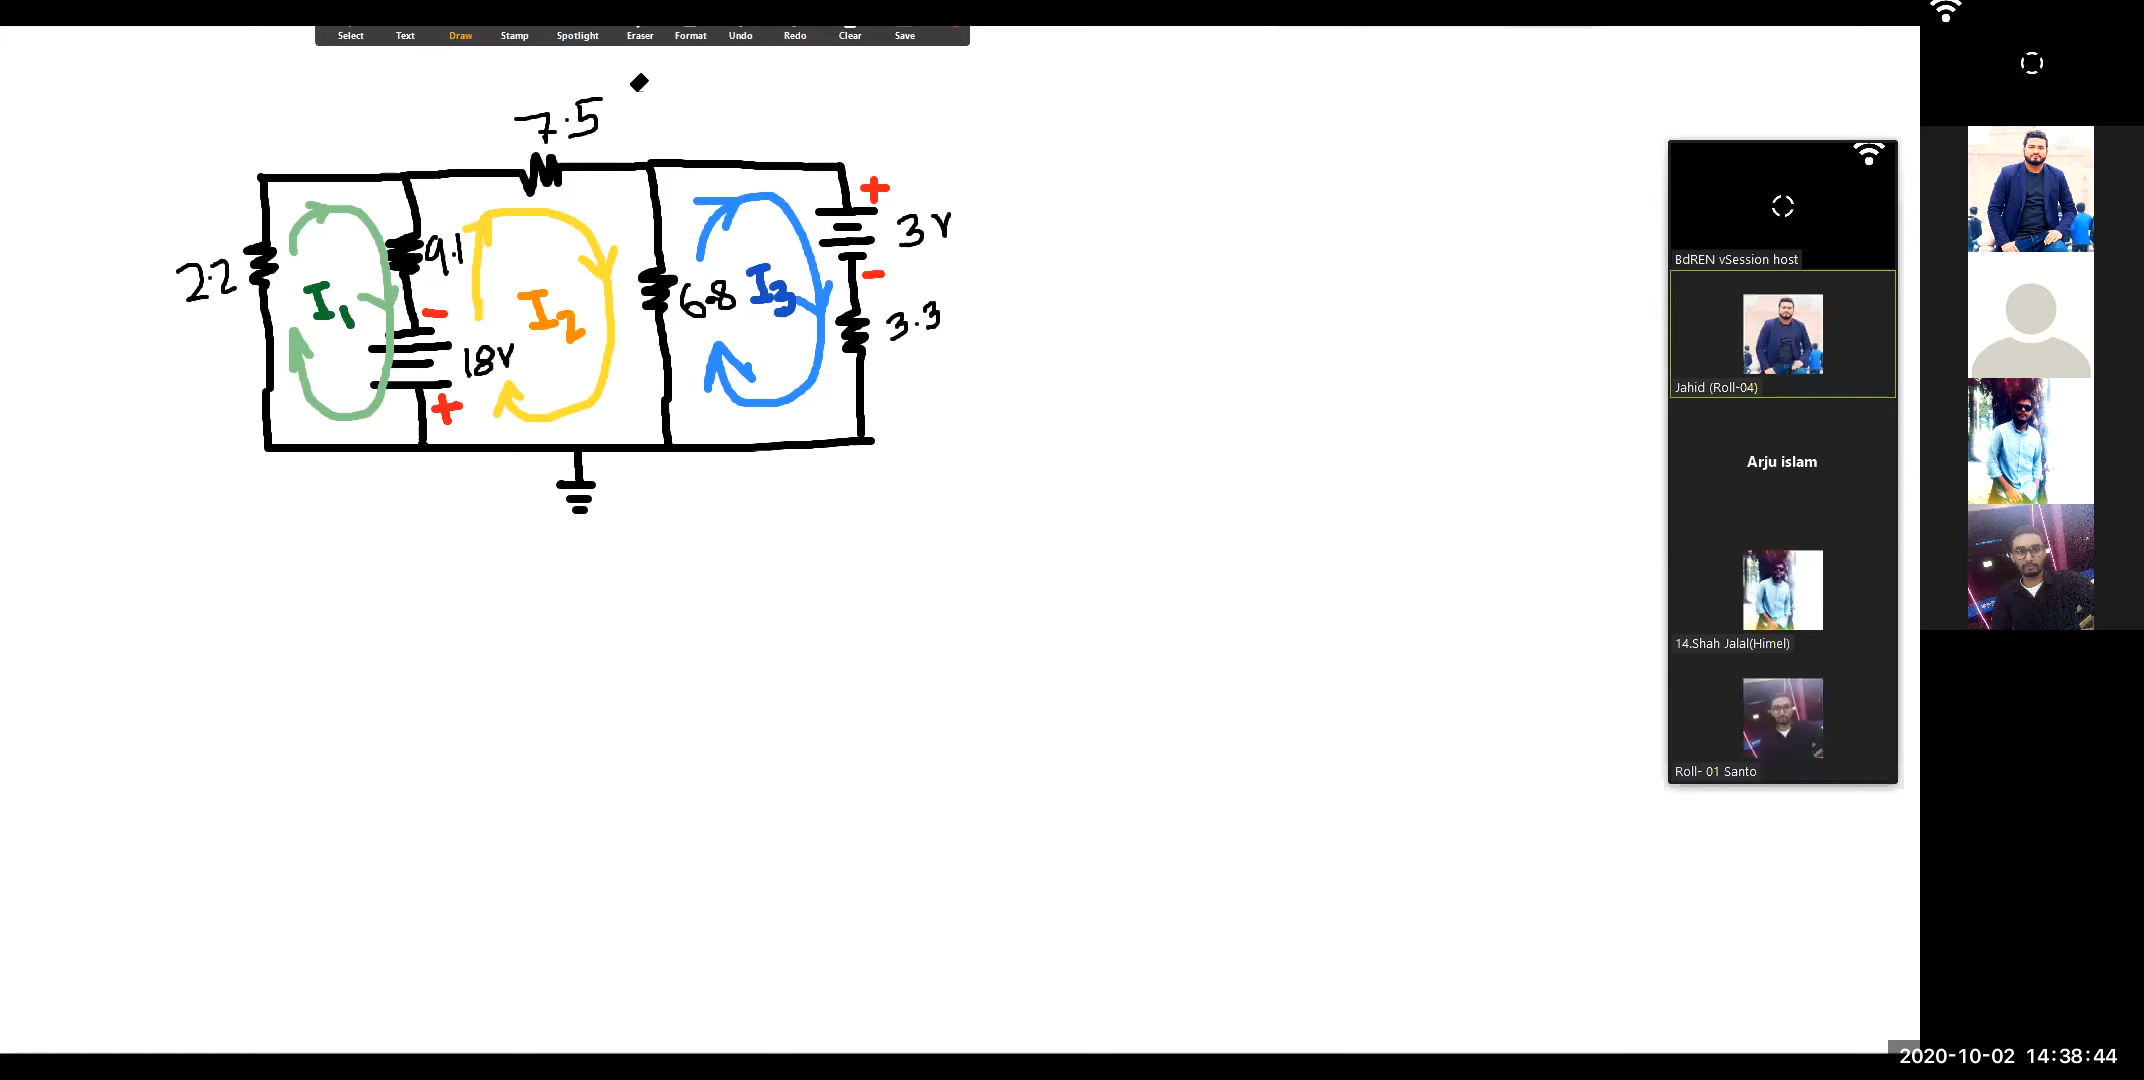 Select Text Draw Stamp Spotlight Eraser Format Undo Redo Clear Save
7.5
+
3V
2.2
9.1
I1
I2
6.8
I3
-
-
3.3
18V
+
BdREN vSession host
Jahid (Roll-04)
Arju islam
14.Shah Jalal(Himel)
Roll- 01 Santo
2020-10-02 14:38:44